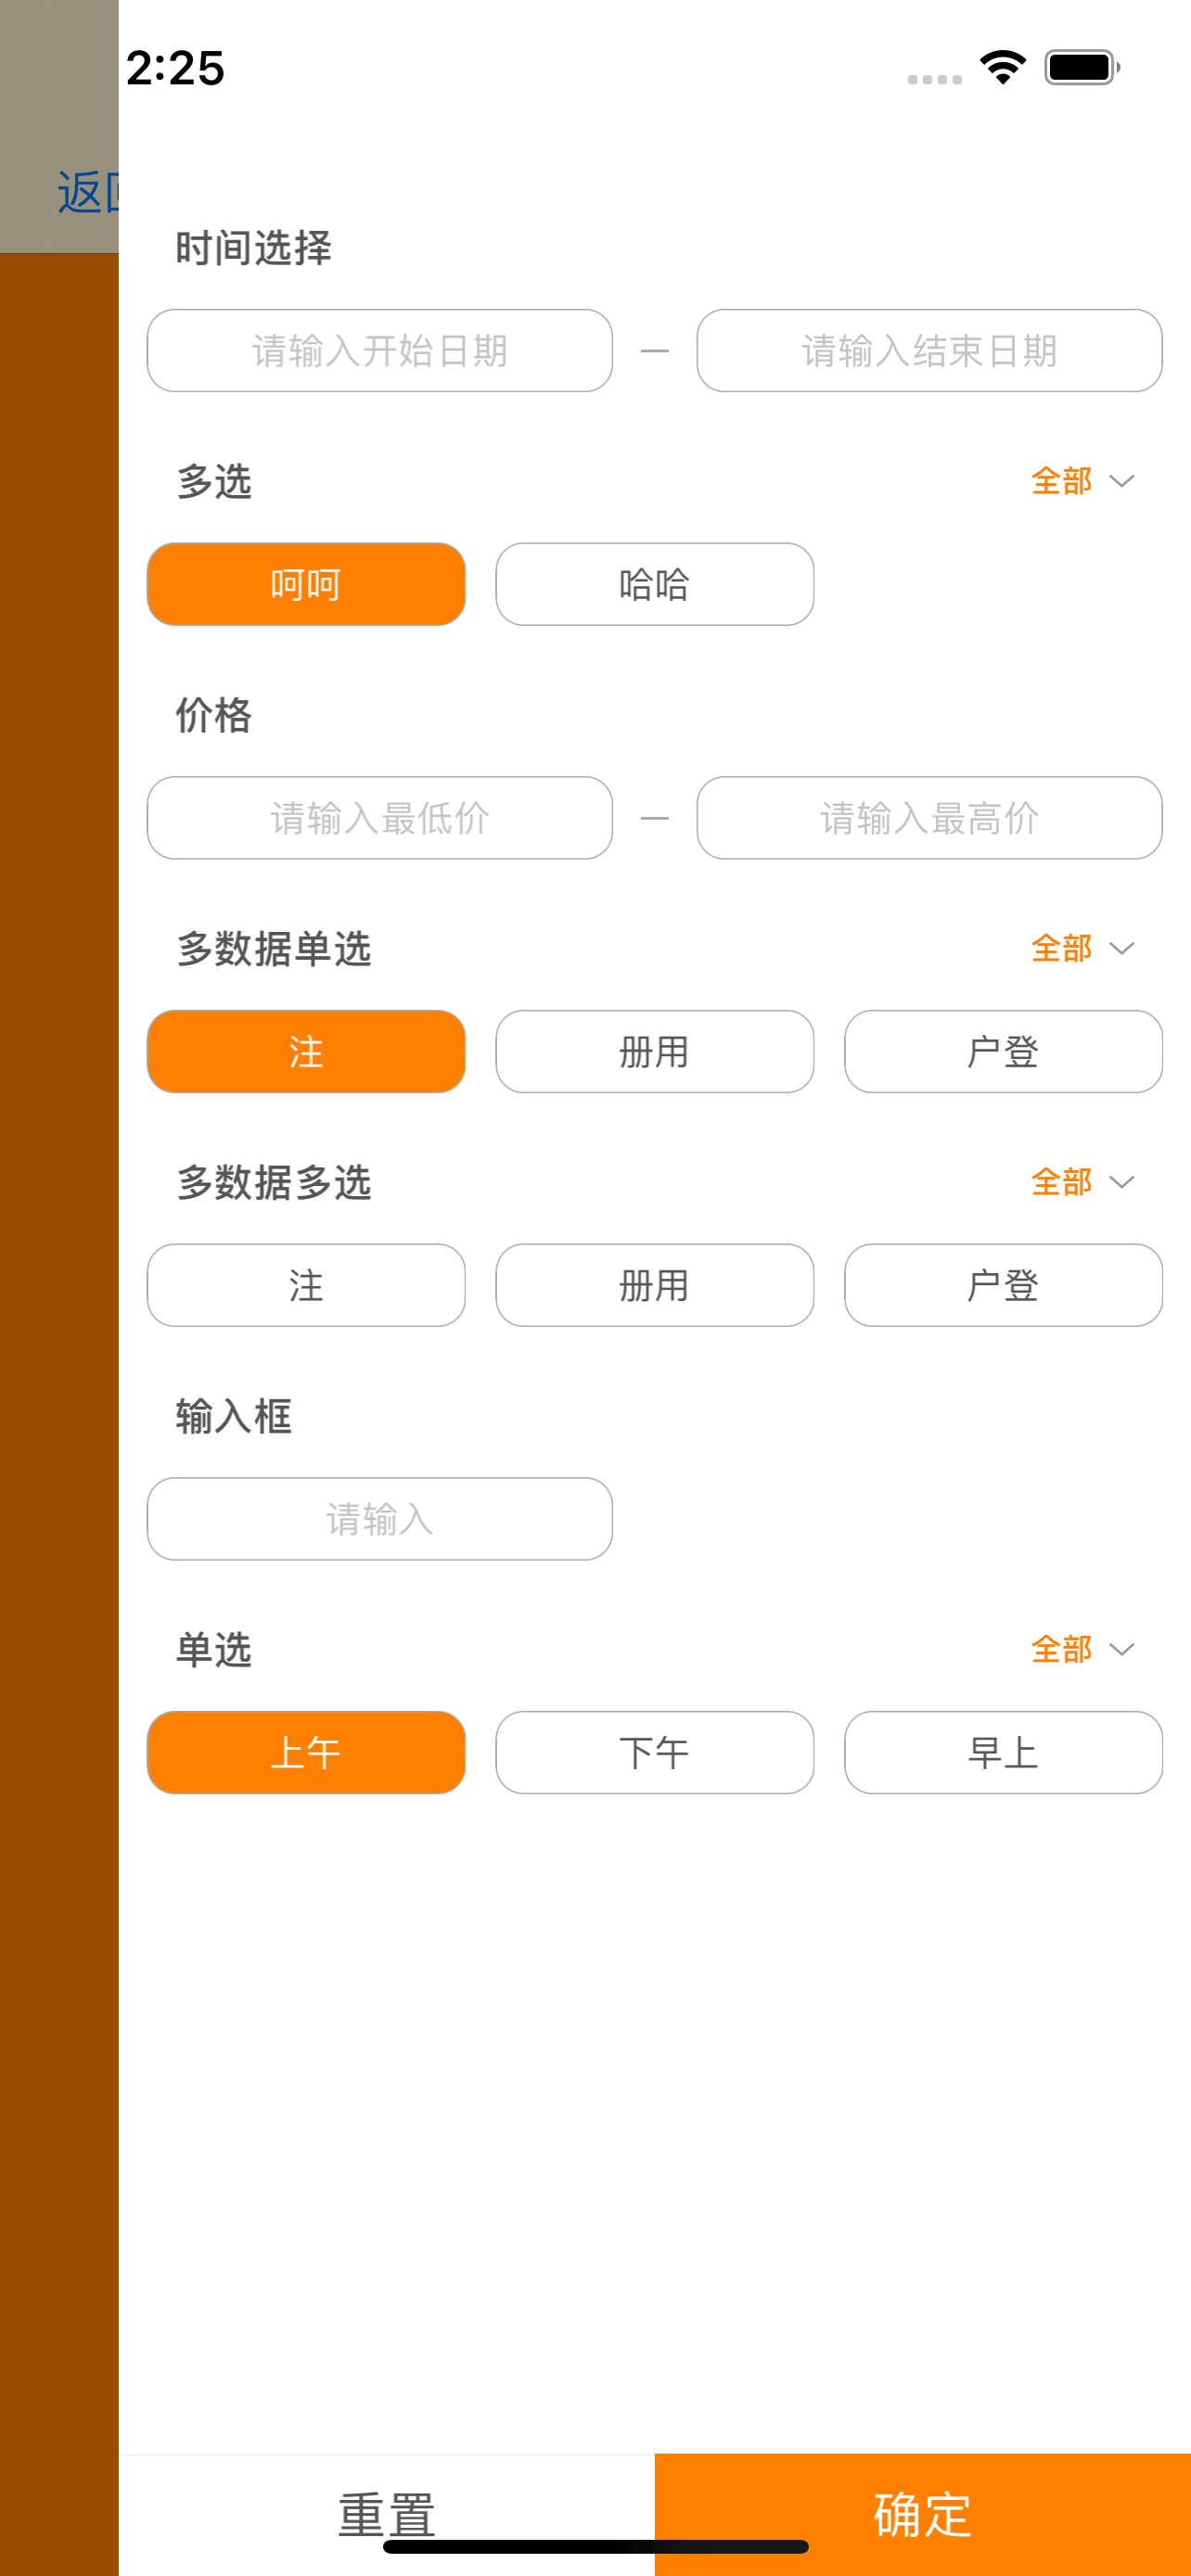 2:25
返回
时间选择
请输入开始日期 — 请输入结束日期
多选 全部
呵呵 哈哈
价格
请输入最低价 — 请输入最高价
多数据单选 全部
注 册用 户登
多数据多选 全部
注 册用 户登
输入框
请输入
单选 全部
上午 下午 早上
重置 确定